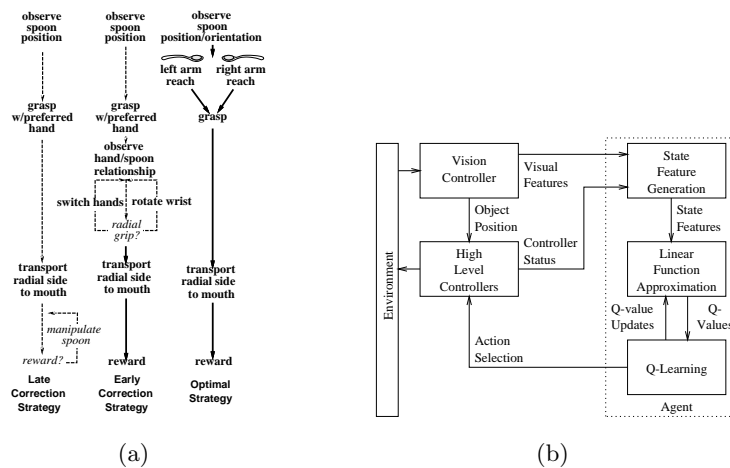 observe
spoon
position
grasp
w/preferred
hand
transport
radial side
to mouth
manipulate
spoon
reward?
Late
Correction
Strategy
observe
spoon
position
grasp
w/preferred
hand
observe
hand/spoon
relationship
switch hands
rotate wrist
radial
grip?
transport
radial side
to mouth
reward
Early
Correction
Strategy
observe
spoon
position/orientation
left arm
reach
right arm
reach
grasp
transport
radial side
to mouth
reward
Optimal
Strategy
(a)
Environment
Vision
Controller
Visual
Features
Object
Position
High
Level
Controllers
Controller
Status
Action
Selection
State
Feature
Generation
State
Features
Linear
Function
Approximation
Q-value
Updates
Q-
Values
Q-Learning
Agent
(b)